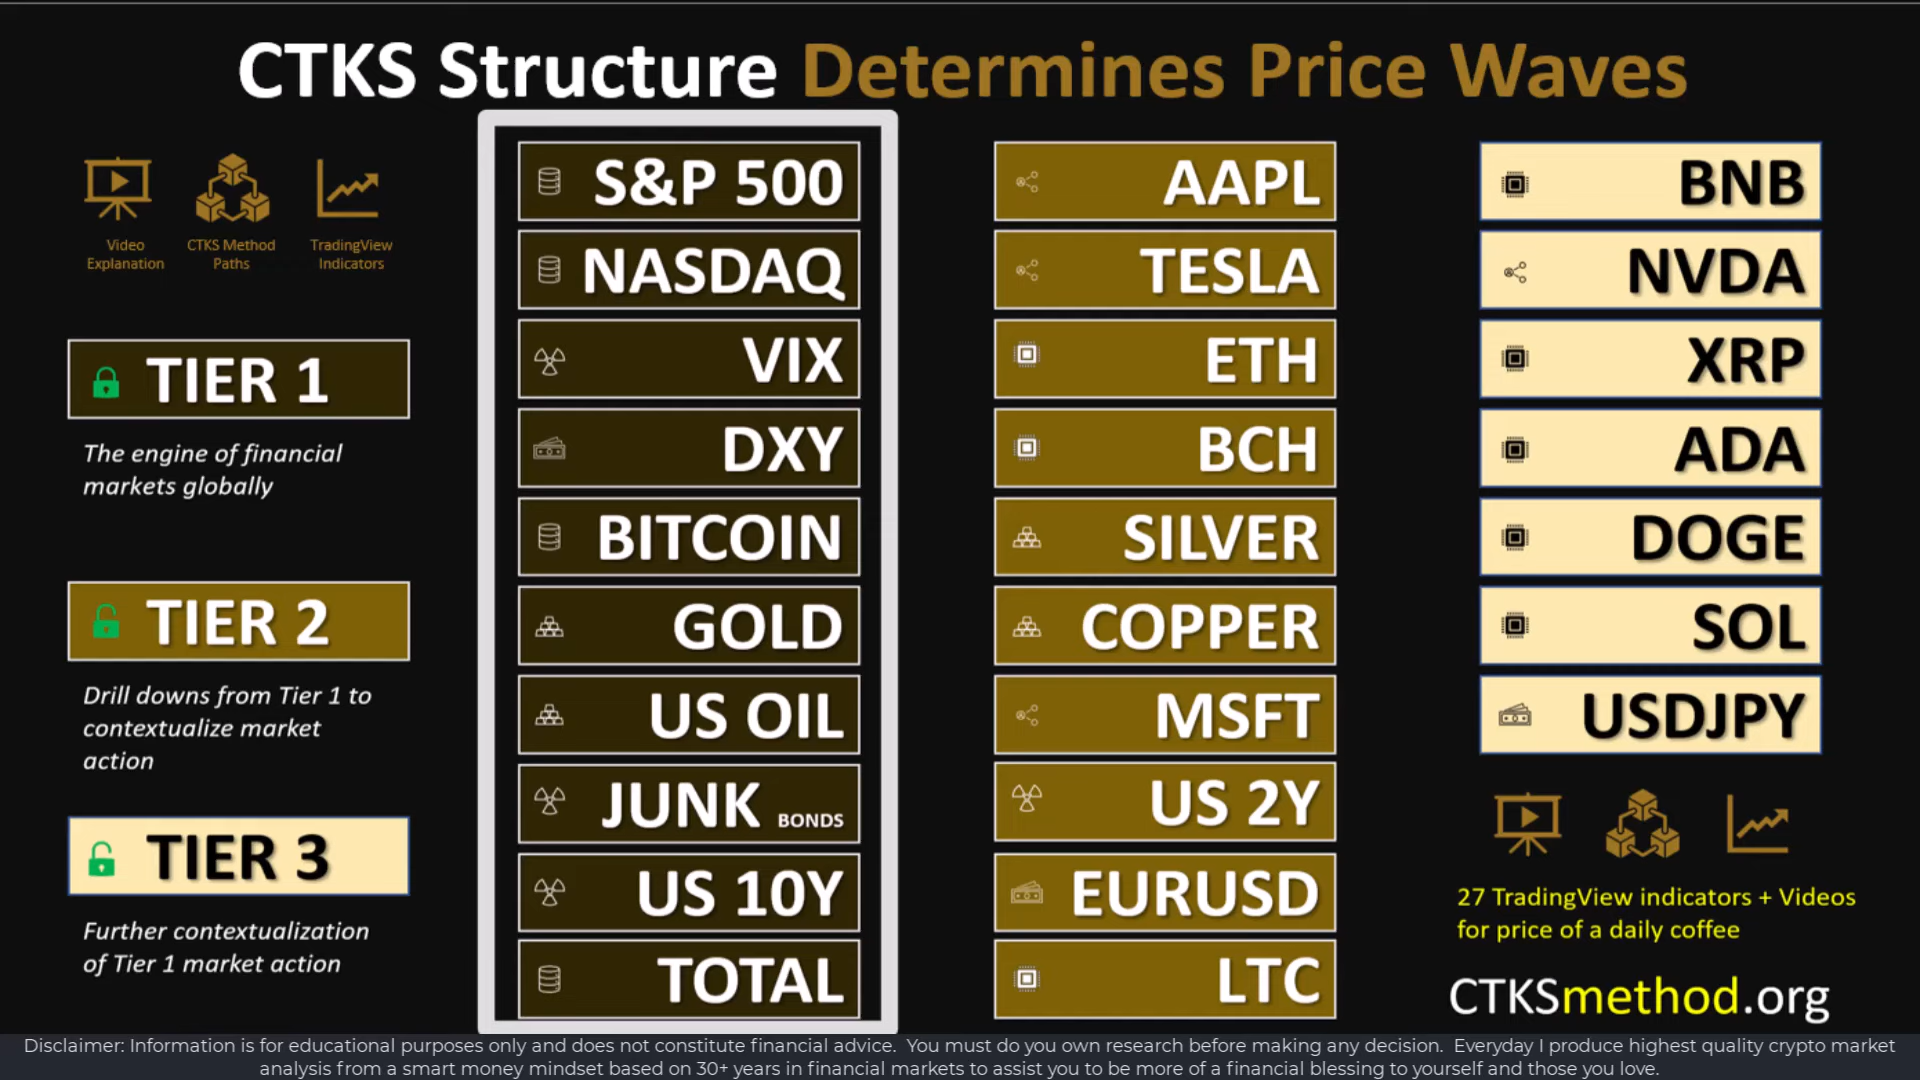 CTKS Structure Determines Price Waves
Video
Explanation
CTKS Method
Paths
TradingView
Indicators
TIER 1
The engine of financial
markets globally
TIER 2
Drill downs from Tier 1 to
contextualize market
action
TIER 3
Further contextualization
of Tier 1 market action
S&P 500
NASDAQ
VIX
DXY
BITCOIN
GOLD
US OIL
JUNK BONDS
US 10Y
TOTAL
AAPL
TESLA
ETH
BCH
SILVER
COPPER
MSFT
US 2Y
EURUSD
LTC
BNB
NVDA
XRP
ADA
DOGE
SOL
USDJPY
27 TradingView indicators + Videos
for price of a daily coffee
CTKSmethod.org
Disclaimer: Information is for educational purposes only and does not constitute financial advice. You must do you own research before making any decision. Everyday I produce highest quality crypto market
analysis from a smart money mindset based on 30+ years in financial markets to assist you to be more of a financial blessing to yourself and those you love.